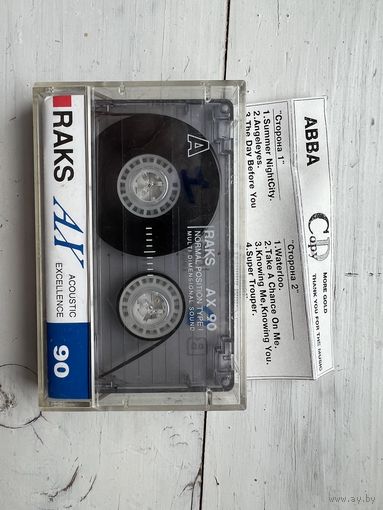 RAKS
AX
ACOUSTIC
EXCELLENCE
90
A
RAKS AX 90
NORMAL POSITION TYPE I
MULTI DIMENSIONAL SOUND
ABBA
CD
Copy
MORE GOLD
THANK YOU FOR THE MUSIC
"Сторона 1"
1.Summer NightCity.
2.Angeleyes.
3.The Day Before You
"Сторона 2"
1.Waterloo.
2.Take A Chance On Me.
3.Knowing Me.Knowing You.
4.Super Trouper.
www.ay.by